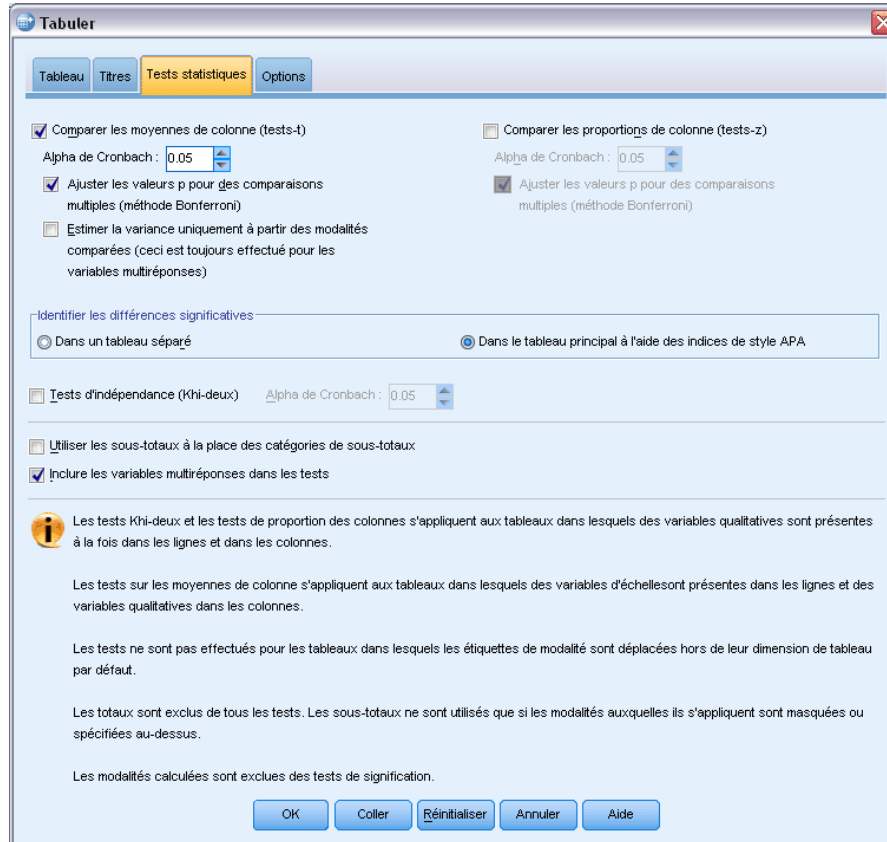 Tabuler
Tableau Titres Tests statistiques Options
Comparer les moyennes de colonne (tests-t)
Alpha de Cronbach : 0.05
Ajuster les valeurs p pour des comparaisons
multiples (méthode Bonferroni)
Estimer la variance uniquement à partir des modalités
comparées (ceci est toujours effectué pour les
variables multiréponses)
Comparer les proportions de colonne (tests-z)
Alpha de Cronbach : 0.05
Ajuster les valeurs p pour des comparaisons
multiples (méthode Bonferroni)
Identifier les différences significatives
Dans un tableau séparé
Dans le tableau principal à l'aide des indices de style APA
Tests d'indépendance (Khi-deux) Alpha de Cronbach : 0.05
Utiliser les sous-totaux à la place des catégories de sous-totaux
Inclure les variables multiréponses dans les tests
Les tests Khi-deux et les tests de proportion des colonnes s'appliquent aux tableaux dans lesquels des variables qualitatives sont présentes
à la fois dans les lignes et dans les colonnes.
Les tests sur les moyennes de colonne s'appliquent aux tableaux dans lesquels des variables d'échellesont présentes dans les lignes et des
variables qualitatives dans les colonnes.
Les tests ne sont pas effectués pour les tableaux dans lesquels les étiquettes de modalité sont déplacées hors de leur dimension de tableau
par défaut.
Les totaux sont exclus de tous les tests. Les sous-totaux ne sont utilisés que si les modalités auxquelles ils s'appliquent sont masquées ou
spécifiées au-dessus.
Les modalités calculées sont exclues des tests de signification.
OK Coller Réinitialiser Annuler Aide